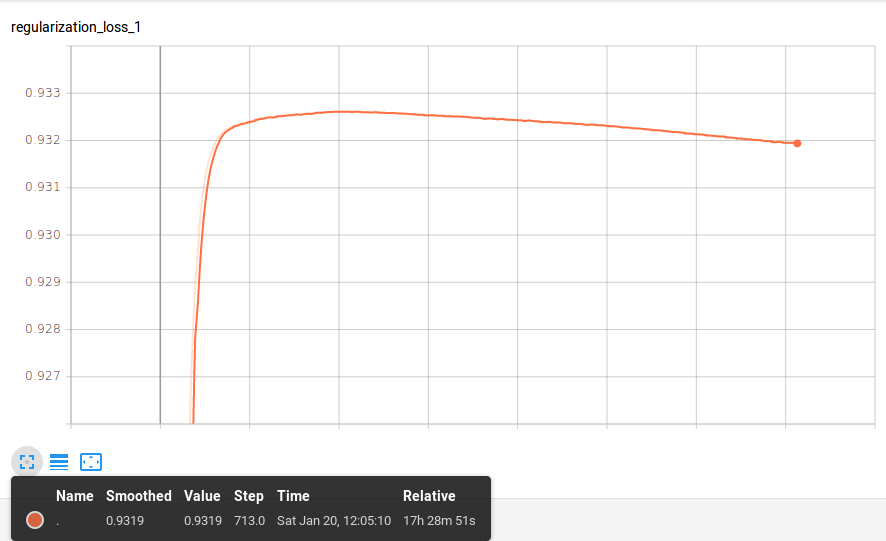 regularization_loss_1
0.933
0.932
0.931
0.930
0.929
0.928
0.927
Name Smoothed Value Step Time Relative
. 0.9319 0.9319 713.0 Sat Jan 20, 12:05:10 17h 28m 51s